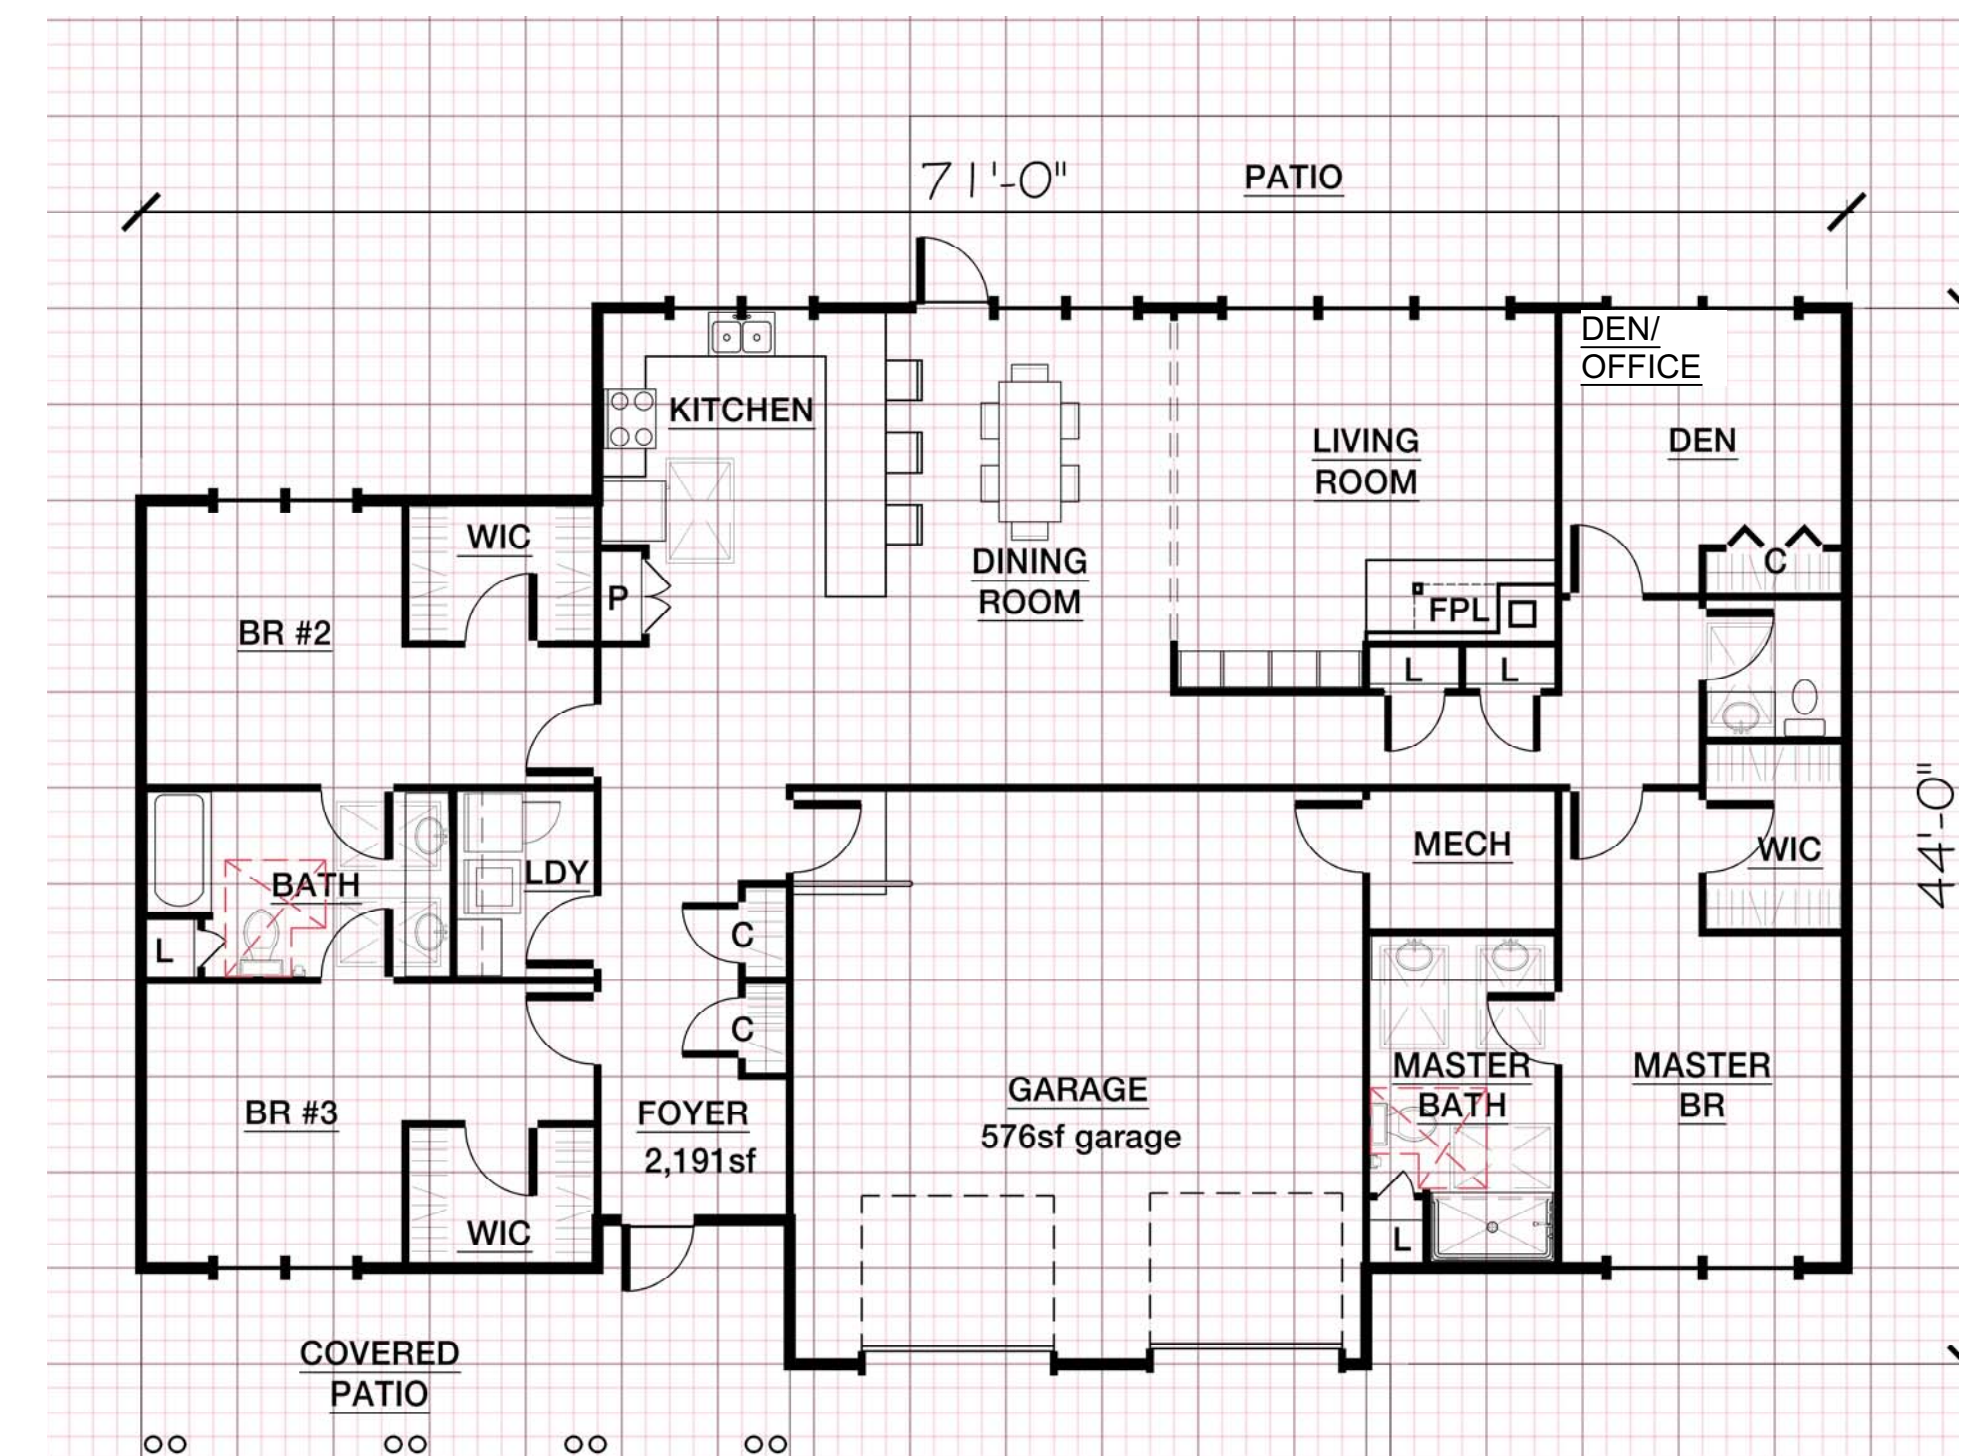 71'-0"
PATIO
DEN/
OFFICE
KITCHEN
LIVING
ROOM
DEN
WIC
C
DINING
ROOM
P
FPL
BR #2
L
L
44'-0"
MECH
WIC
LDY
BATH
C
L
C
MASTER
BATH
MASTER
BR
GARAGE
576sf garage
BR #3
FOYER
2,191sf
WIC
L
COVERED
PATIO